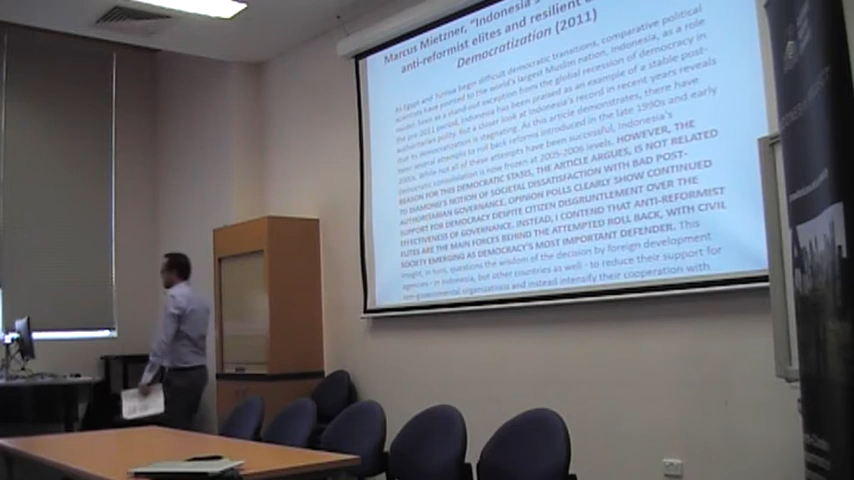 Marcus Mietzner, "Indonesia's
anti-reformist elites and resilient
Democratization (2011)
As Egypt and Tunisia begin difficult democratic transitions, comparative political
scientists have pointed to the world's largest Muslim nation, Indonesia, as a role
model. Seen as a stand-out exception from the global recession of democracy in
the pre 2011 period, Indonesia has been praised as an example of a stable post-
authoritarian polity. But a closer look at Indonesia's record in recent years reveals
that its democratization is stagnating. As this article demonstrates, there have
been several attempts to roll back reforms introduced in the late 1990s and early
2000s. While not all of these attempts have been successful, Indonesia's
democratic consolidation is now frozen at 2005-2006 levels. HOWEVER, THE
REASON FOR THIS DEMOCRATIC STASIS, THE ARTICLE ARGUES, IS NOT RELATED
TO DIAMOND'S NOTION OF SOCIETAL DISSATISFACTION WITH BAD POST-
AUTHORITARIAN GOVERNANCE. OPINION POLLS CLEARLY SHOW CONTINUED
SUPPORT FOR DEMOCRACY DESPITE CITIZEN DISGRUNTLEMENT OVER THE
EFFECTIVENESS OF GOVERNANCE. INSTEAD, I CONTEND THAT ANTI-REFORMIST
ELITES ARE THE MAIN FORCES BEHIND THE ATTEMPTED ROLL BACK, WITH CIVIL
SOCIETY EMERGING AS DEMOCRACY'S MOST IMPORTANT DEFENDER. This
insight, in turn, questions the wisdom of the decision by foreign development
agencies - in Indonesia, but other countries as well - to reduce their support for
non-governmental organizations and instead intensify their cooperation with